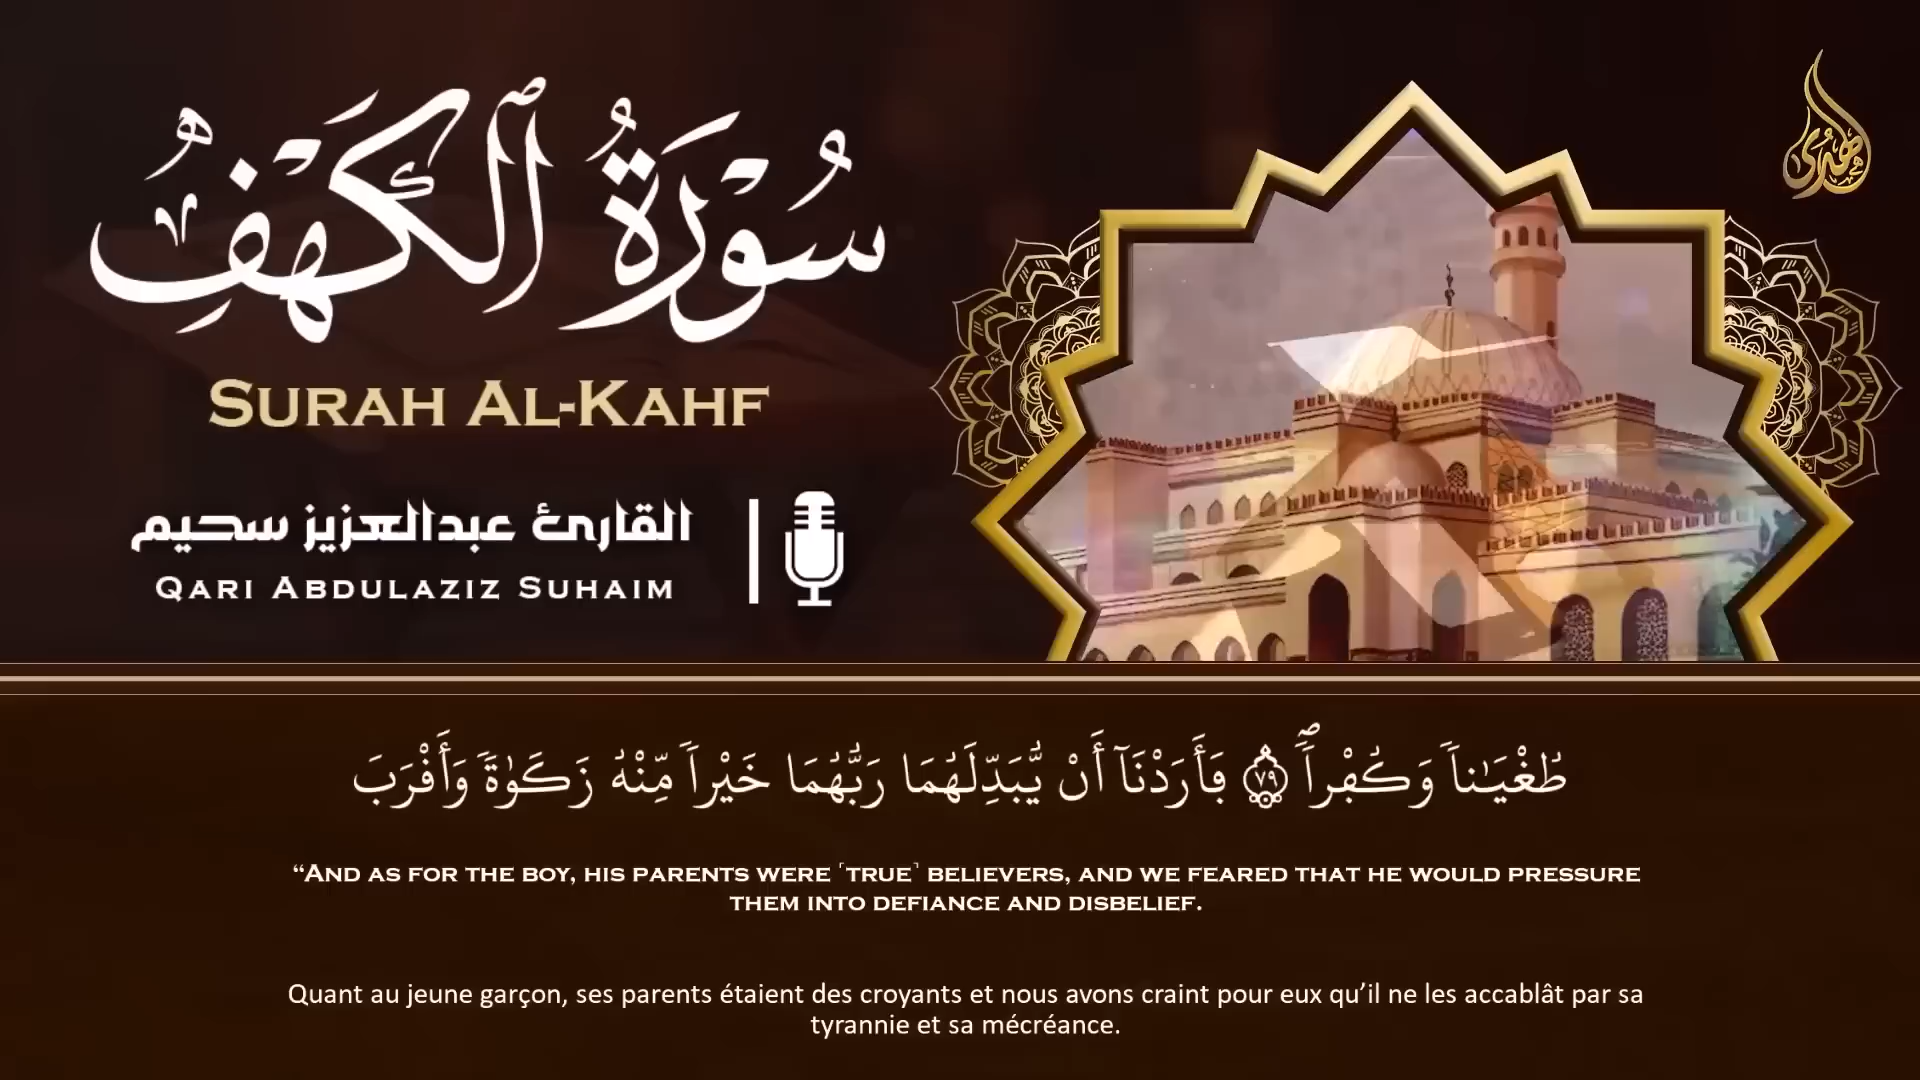 سُورَةُ ٱلْكَهْفِ
SURAH AL-KAHF
القارئ عبدالعزيز سحيم
QARI ABDULAZIZ SUHAIM
الهدى
طُغْيَٰناٗ وَكُفْراٗۖ ٧٩ فَأَرَدْنَآ أَنْ يُّبَدِّلَهُمَا رَبُّهُمَا خَيْراٗ مِّنْهُ زَكَوٰةٗ وَأَقْرَبَ
“AND AS FOR THE BOY, HIS PARENTS WERE ˹TRUE˺ BELIEVERS, AND WE FEARED THAT HE WOULD PRESSURE
THEM INTO DEFIANCE AND DISBELIEF.
Quant au jeune garçon, ses parents étaient des croyants et nous avons craint pour eux qu’il ne les accablât par sa
tyrannie et sa mécréance.